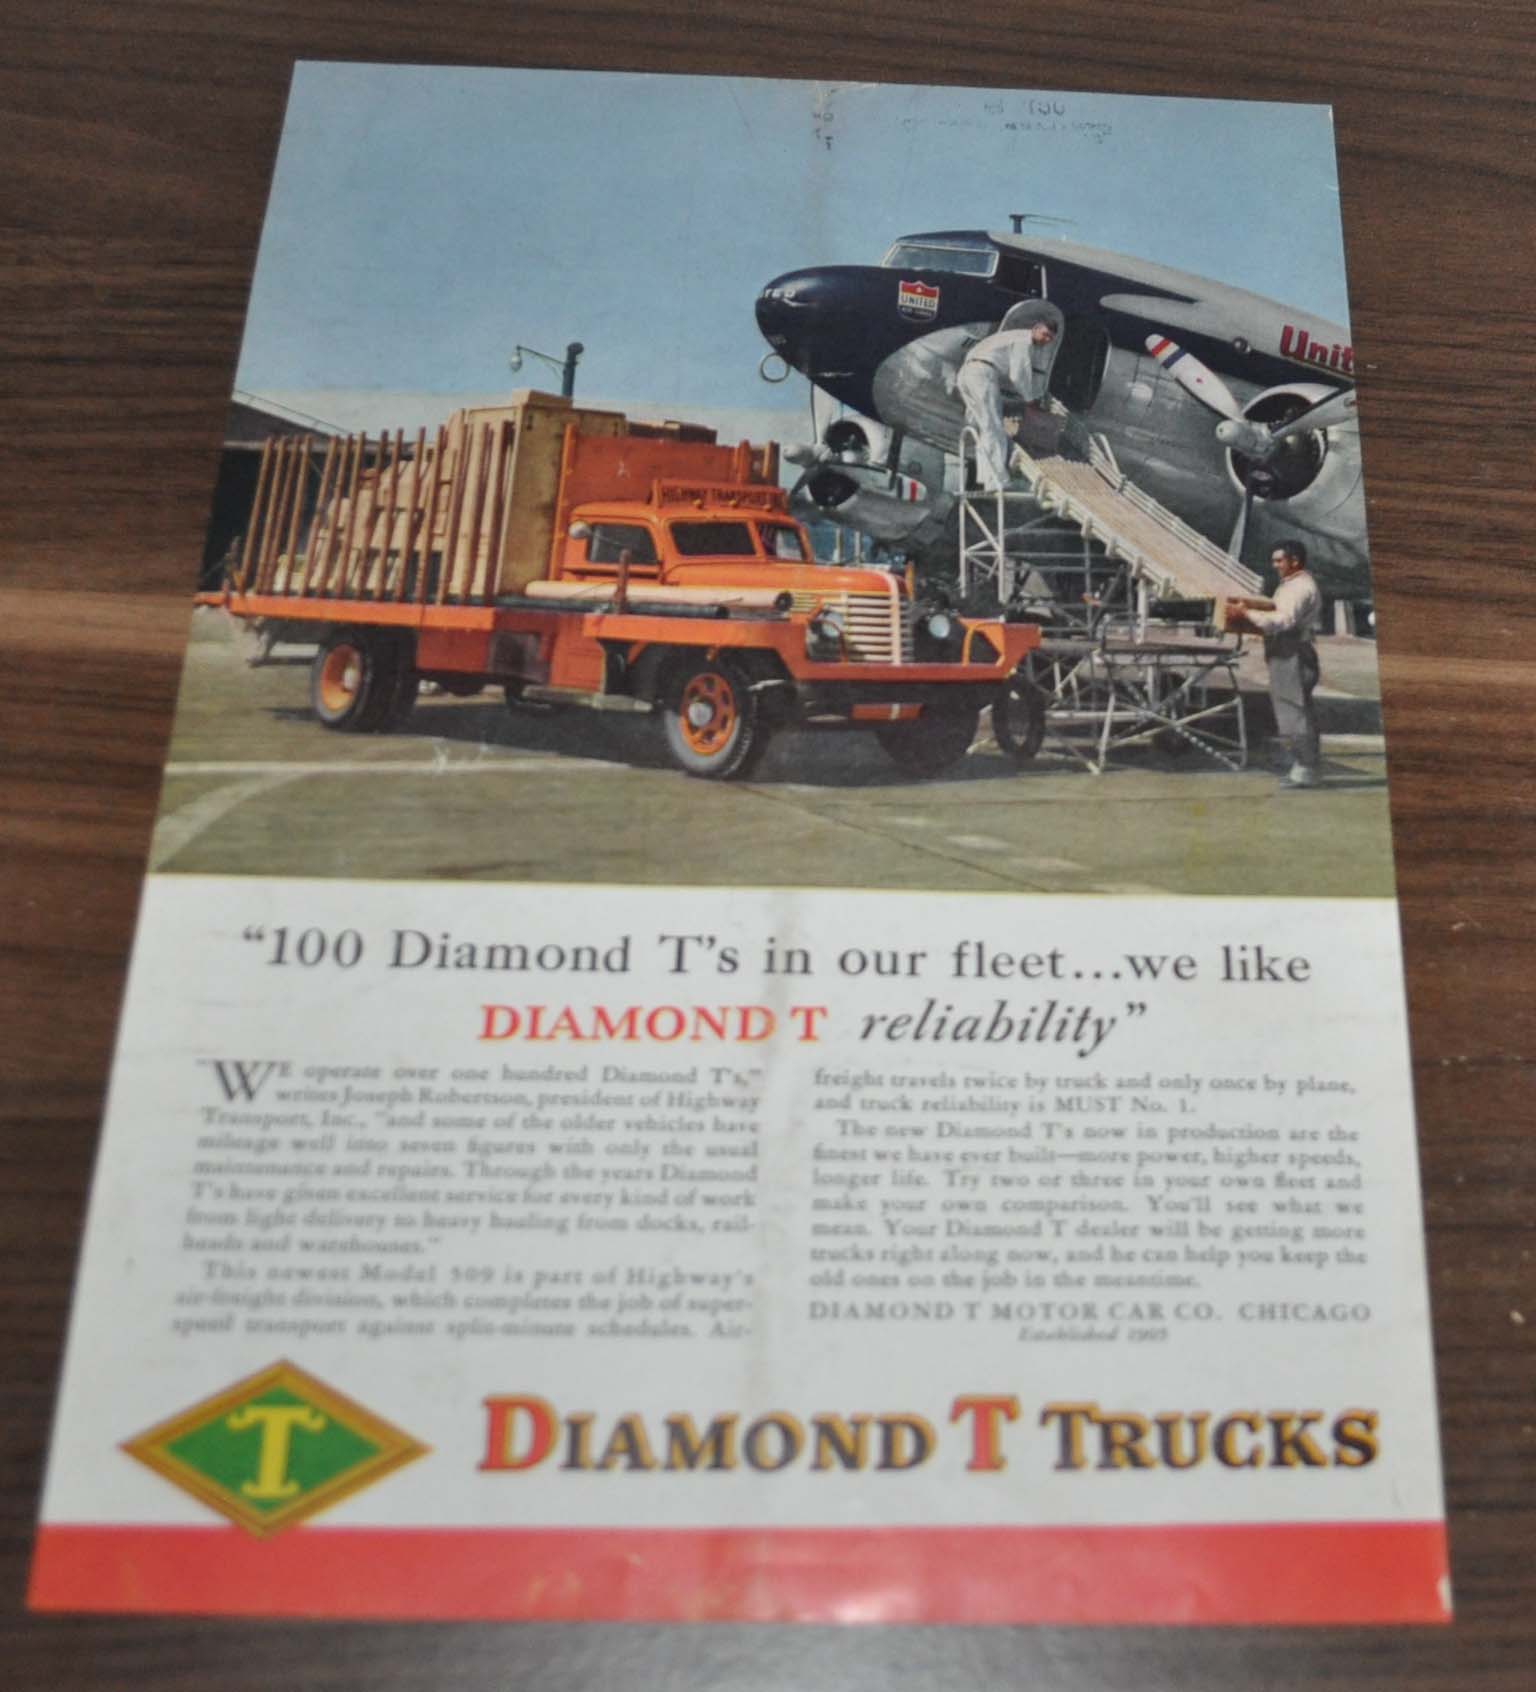 UNITED
Unit
HIGHWAY TRANSPORT INC
"100 Diamond T's in our fleet...we like
DIAMOND T reliability"
"WE operate over one hundred Diamond T's,"
writes Joseph Robertson, president of Highway
Transport, Inc., "and some of the older vehicles have
mileage well into seven figures with only the usual
maintenance and repairs. Through the years Diamond
T's have given excellent service for every kind of work
from light delivery to heavy hauling from docks, rail-
heads and warehouses."
This newest Model 509 is part of Highway's
air-freight division, which completes the job of super-
speed transport against split-minute schedules. Air-
freight travels twice by truck and only once by plane,
and truck reliability is MUST No. 1.
The new Diamond T's now in production are the
finest we have ever built—more power, higher speeds,
longer life. Try two or three in your own fleet and
make your own comparison. You'll see what we
mean. Your Diamond T dealer will be getting more
trucks right along now, and he can help you keep the
old ones on the job in the meantime.
DIAMOND T MOTOR CAR CO. CHICAGO
Established 1905
T
DIAMOND T TRUCKS